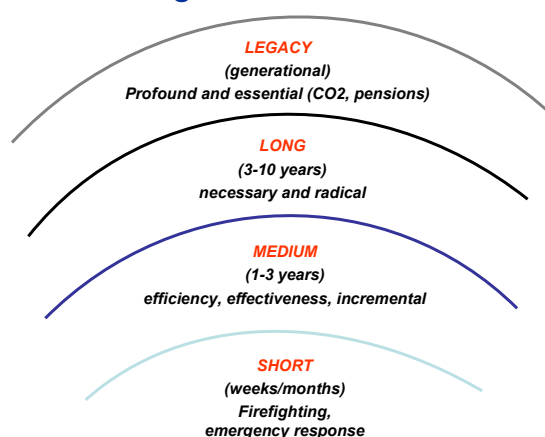 LEGACY
(generational)
Profound and essential (CO2, pensions)
LONG
(3-10 years)
necessary and radical
MEDIUM
(1-3 years)
efficiency, effectiveness, incremental
SHORT
(weeks/months)
Firefighting,
emergency response